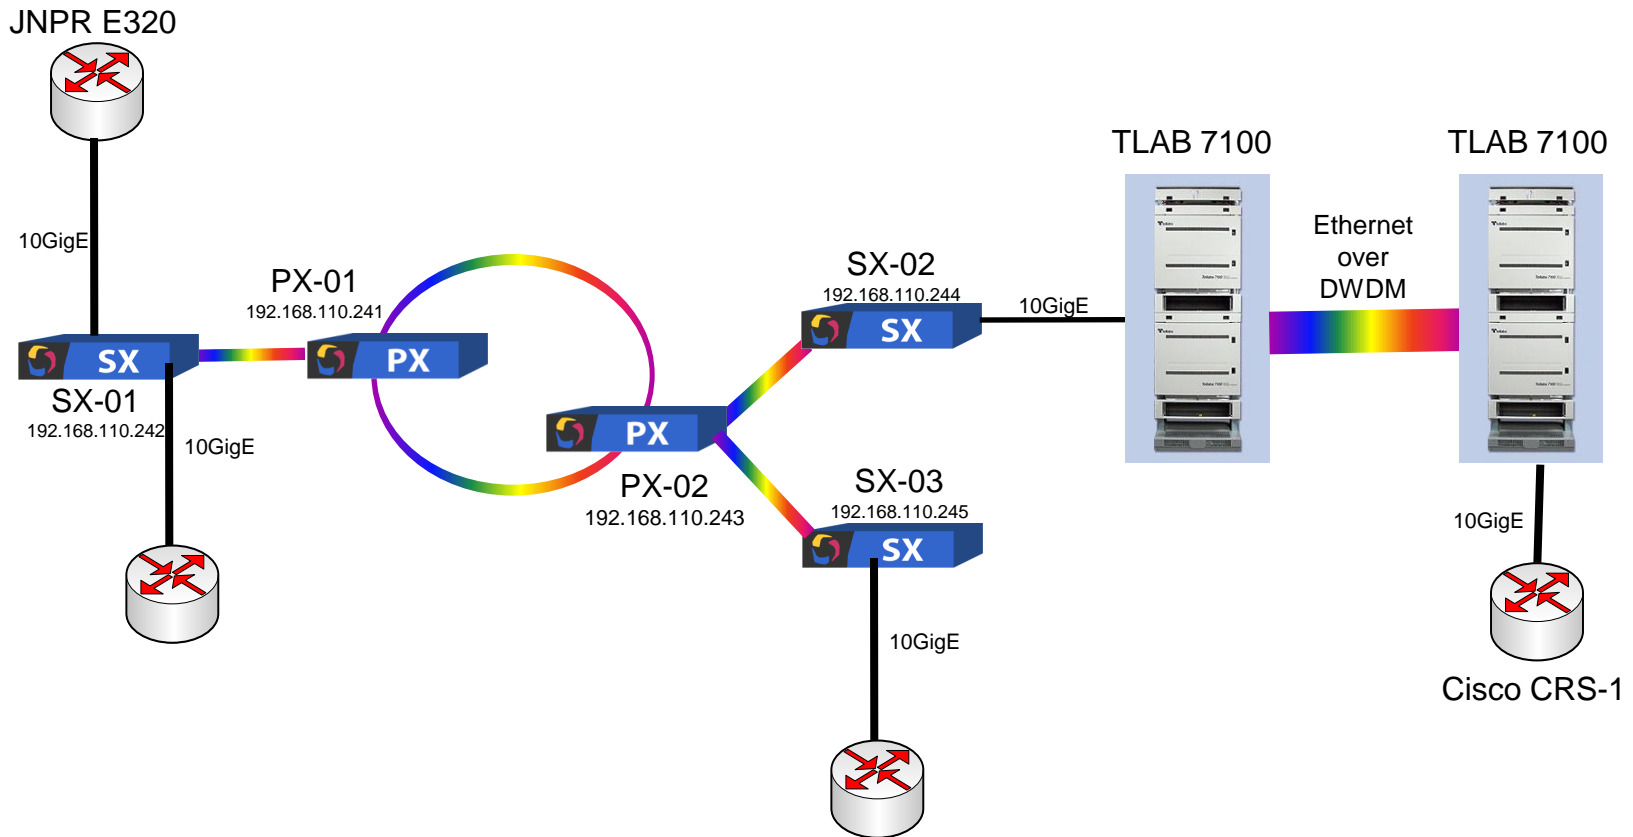 JNPR E320
10GigE
SX
SX-01
192.168.110.242
10GigE
PX-01
192.168.110.241
PX
PX
PX-02
192.168.110.243
SX-02
192.168.110.244
SX
10GigE
SX-03
192.168.110.245
SX
10GigE
TLAB 7100
Ethernet
over
DWDM
TLAB 7100
10GigE
Cisco CRS-1